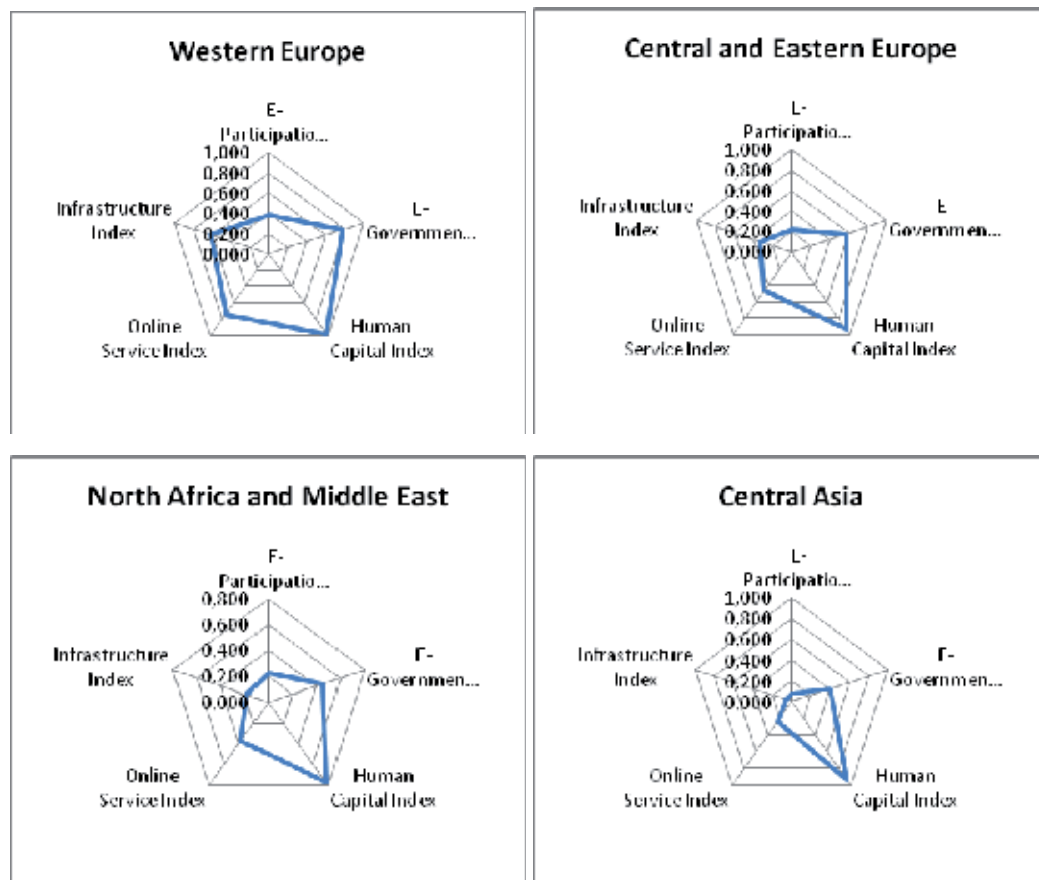 Western Europe
E-
Participatio...
1,000
0,800
0,600
0,400
0,200
0,000
L-
Governmen...
Human
Capital Index
Online
Service Index
Infrastructure
Index
Central and Eastern Europe
L-
Participatio...
1,000
0,800
0,600
0,400
0,200
0,000
E
Governmen...
Human
Capital Index
Online
Service Index
Infrastructure
Index
North Africa and Middle East
F-
Participatio...
0,800
0,600
0,400
0,200
0,000
F-
Governmen...
Human
Capital Index
Online
Service Index
Infrastructure
Index
Central Asia
L-
Participatio...
1,000
0,800
0,600
0,400
0,200
0,000
F-
Governmen...
Human
Capital Index
Online
Service Index
Infrastructure
Index